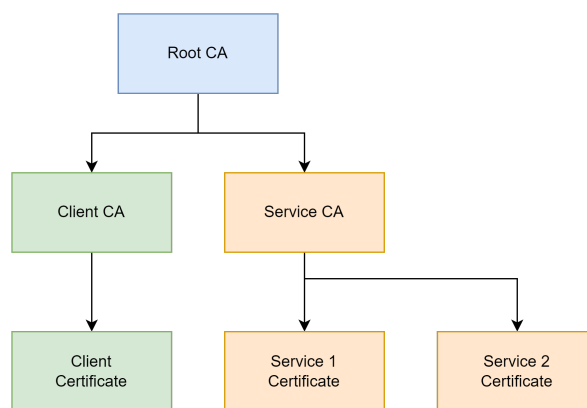 Root CA
Client CA
Service CA
Client
Certificate
Service 1
Certificate
Service 2
Certificate